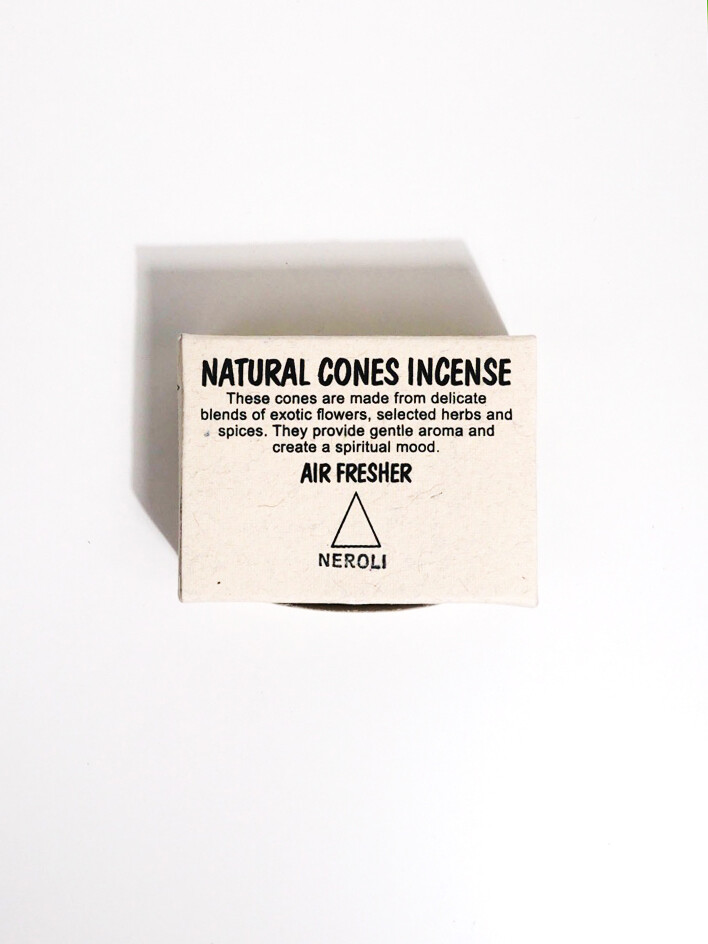 NATURAL CONES INCENSE
These cones are made from delicate
blends of exotic flowers, selected herbs and
spices. They provide gentle aroma and
create a spiritual mood.
AIR FRESHER
NEROLI